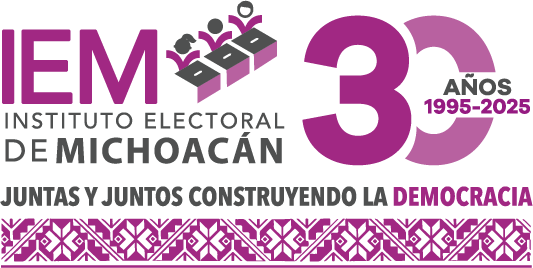 IEM
INSTITUTO ELECTORAL
DE MICHOACÁN
30
AÑOS
1995-2025
JUNTAS Y JUNTOS CONSTRUYENDO LA DEMOCRACIA